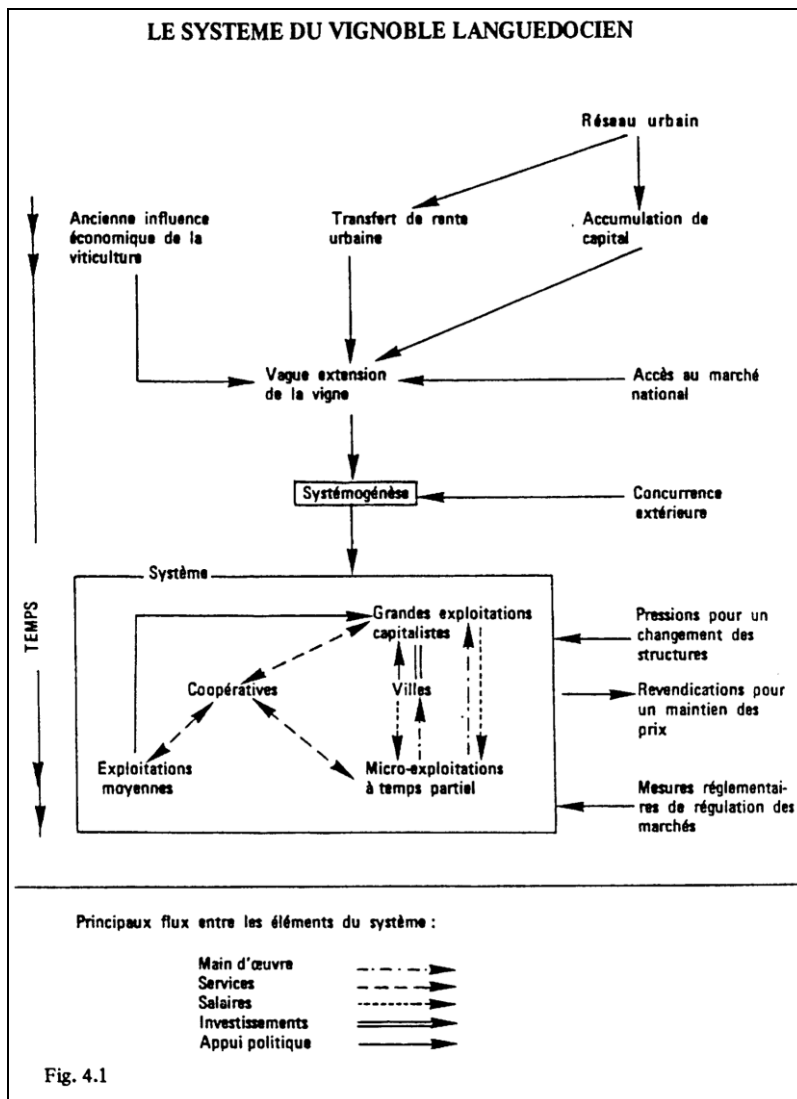 LE SYSTEME DU VIGNOBLE LANGUEDOCIEN
Réseau urbain
Ancienne influence
économique de la
viticulture
Transfert de rente
urbaine
Accumulation de
capital
Vague extension
de la vigne
Accès au marché
national
Systémogénèse
Concurrence
extérieure
TEMPS
Système
Grandes exploitations
capitalistes
Coopératives
Villes
Exploitations
moyennes
Micro-exploitations
à temps partiel
Pressions pour un
changement des
structures
Revendications pour
un maintien des
prix
Mesures réglementai-
res de régulation des
marchés
Principaux flux entre les éléments du système :
Main d'œuvre
Services
Salaires
Investissements
Appui politique
Fig. 4.1